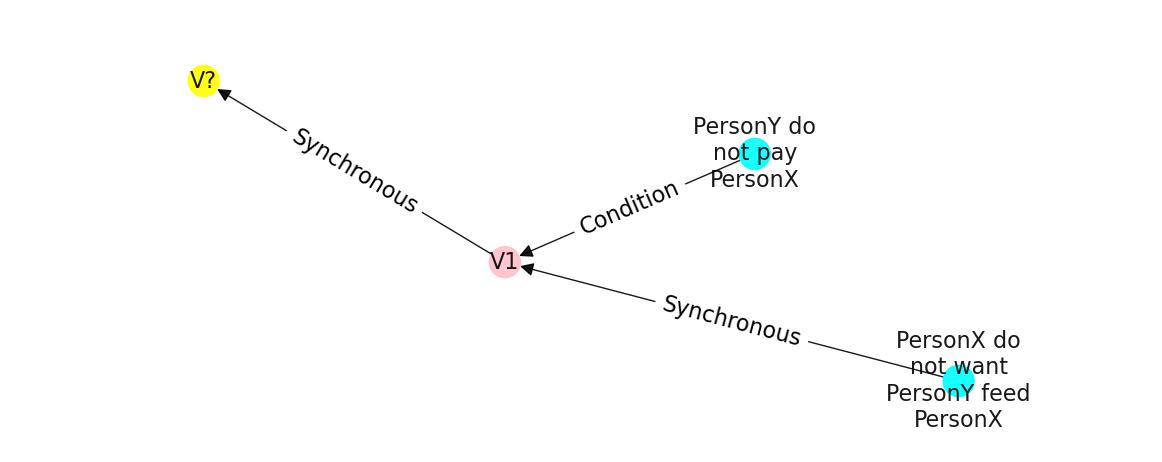 V?
Synchronous
PersonY do
not pay
PersonX
Condition
V1
Synchronous
PersonX do
not want
PersonY feed
PersonX